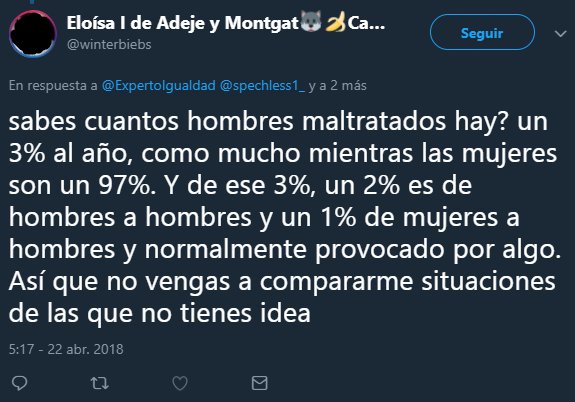 Eloísa I de Adeje y Montgat🐺🍌Ca...
@winterbiebs
Seguir
En respuesta a @ExpertoIgualdad @spechless1_ y a 2 más
sabes cuantos hombres maltratados hay? un
3% al año, como mucho mientras las mujeres
son un 97%. Y de ese 3%, un 2% es de
hombres a hombres y un 1% de mujeres a
hombres y normalmente provocado por algo.
Así que no vengas a compararme situaciones
de las que no tienes idea
5:17 - 22 abr. 2018